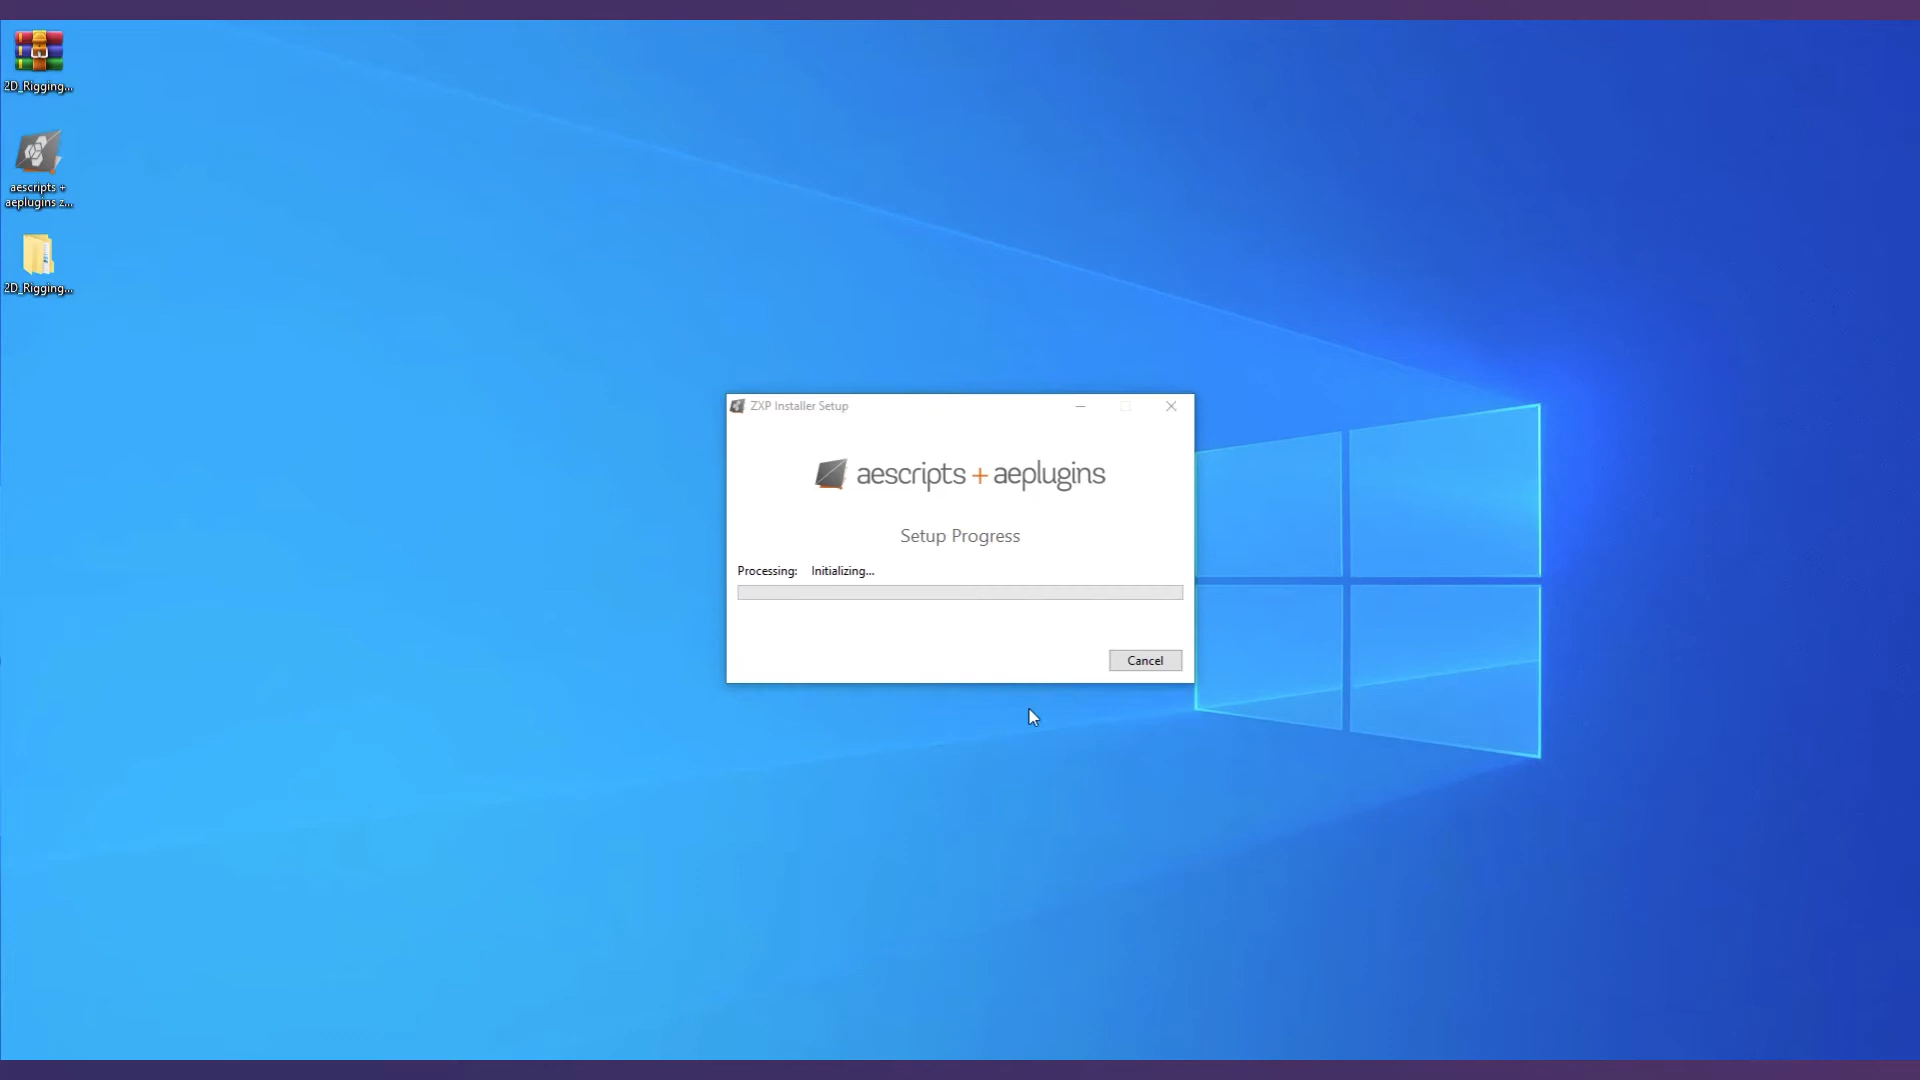 2D_Rigging...
aescripts +
aeplugins z...
2D_Rigging...
ZXP Installer Setup
aescripts + aeplugins
Setup Progress
Processing: Initializing...
Cancel